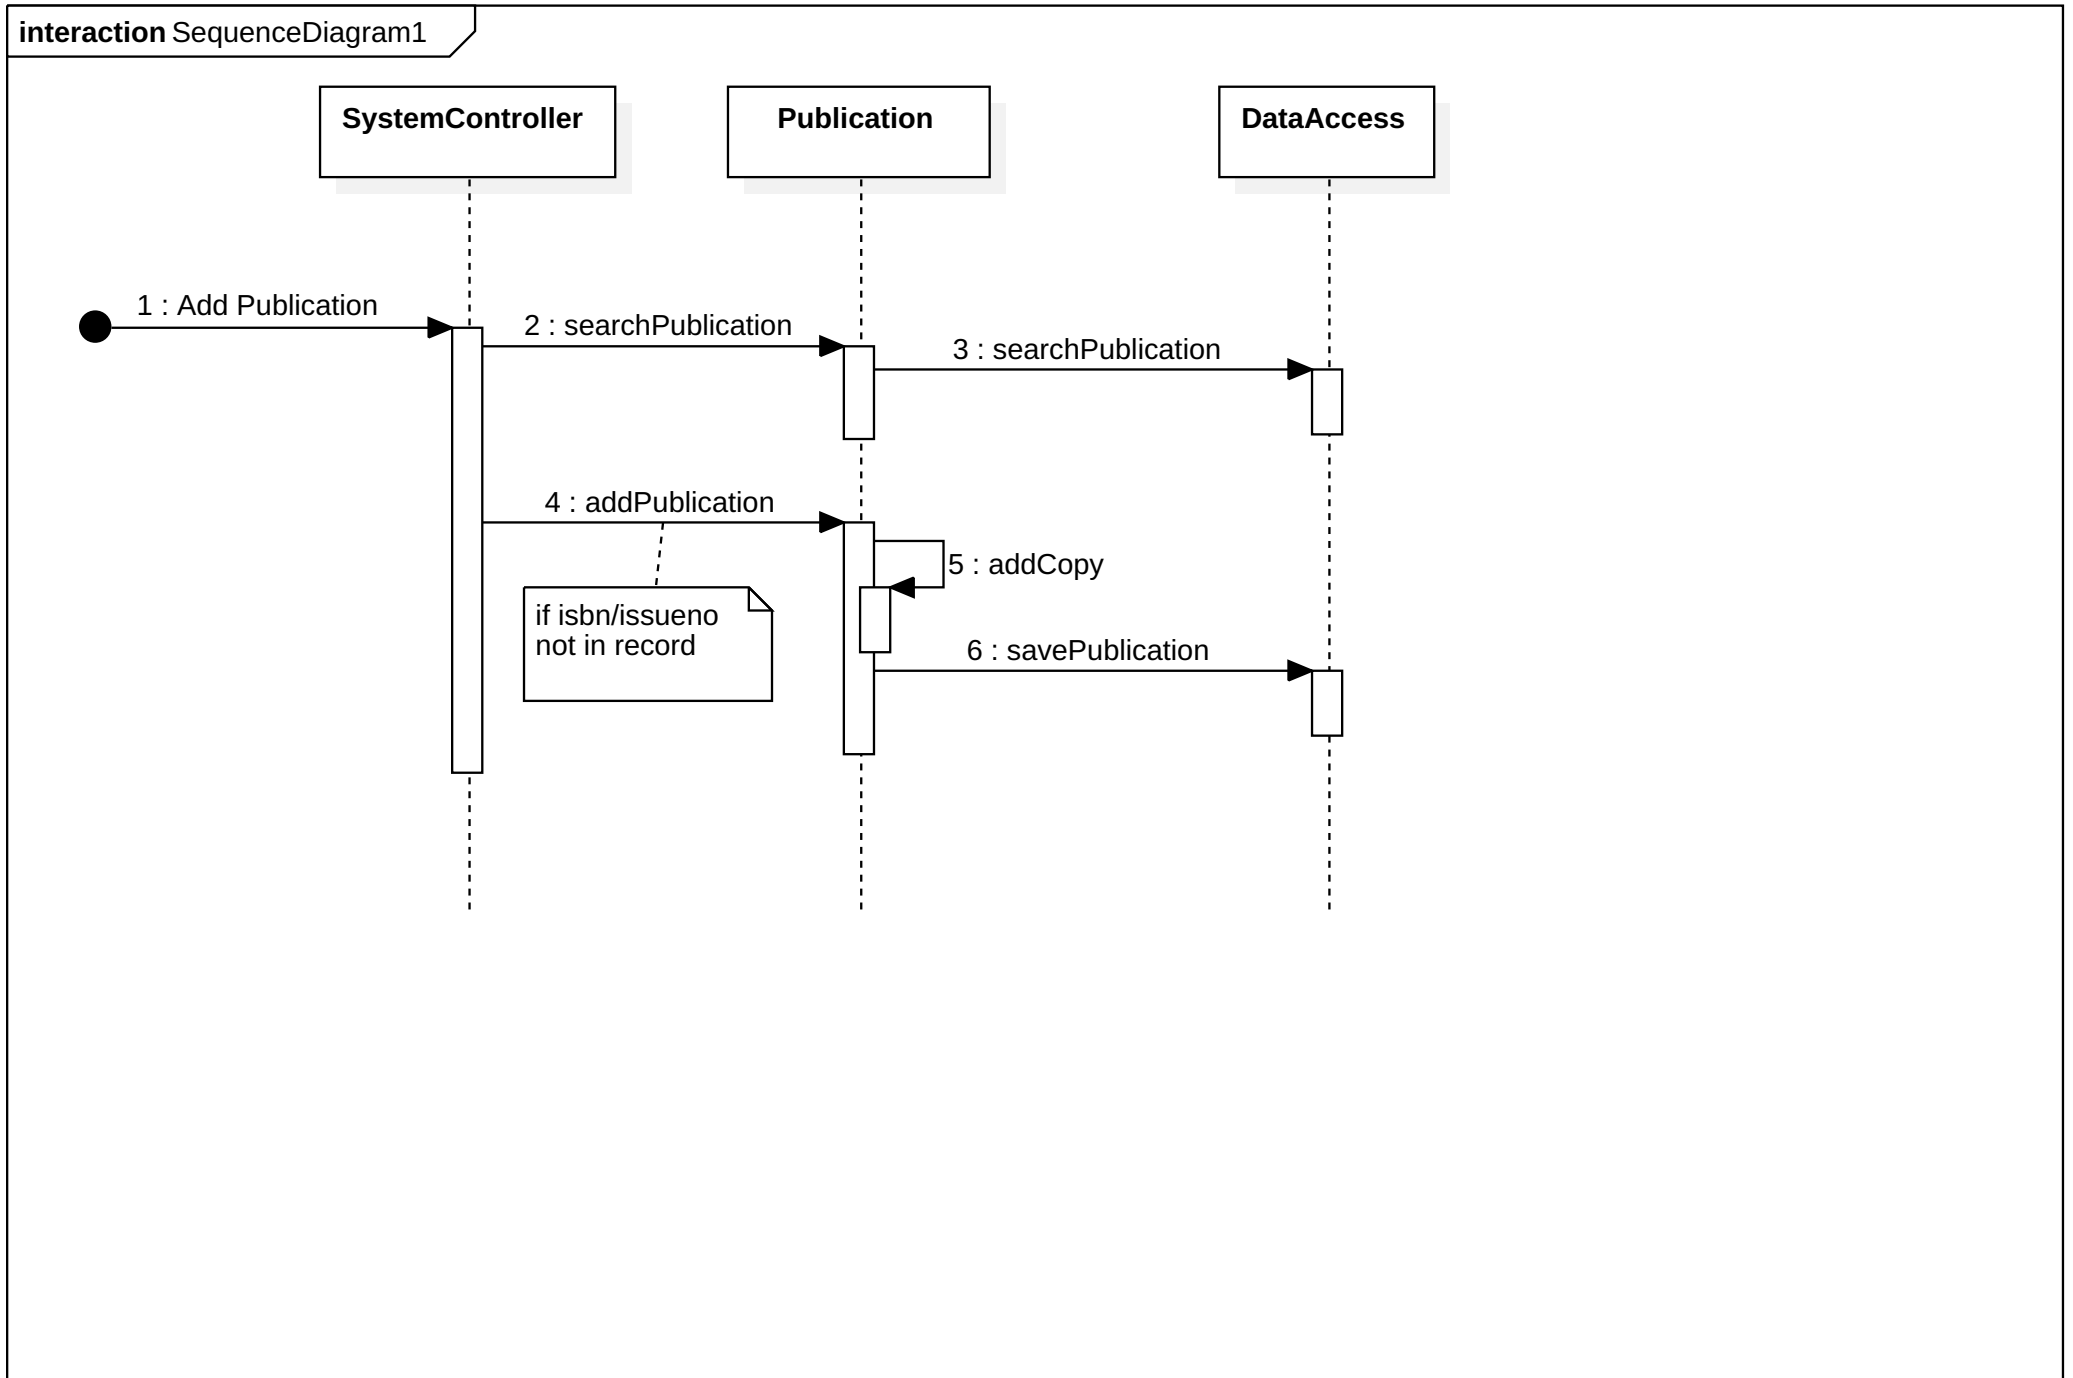 interaction SequenceDiagram1
SystemController
Publication
DataAccess
1 : Add Publication
2 : searchPublication
3 : searchPublication
4 : addPublication
5 : addCopy
if isbn/issueno
not in record
6 : savePublication